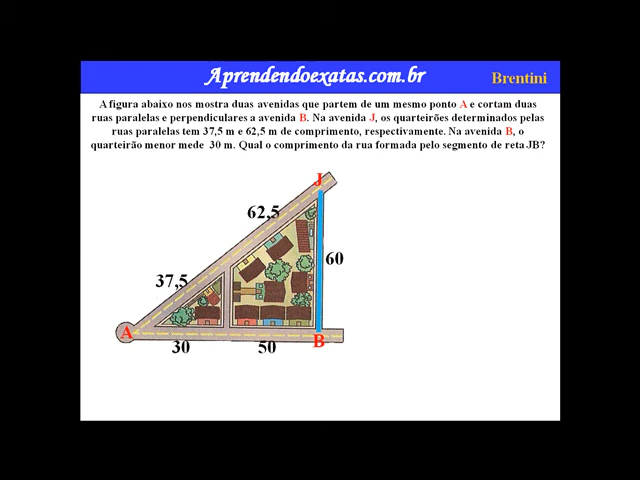 Aprendendoexatas.com.br
Brentini
A figura abaixo nos mostra duas avenidas que partem de um mesmo ponto A e cortam duas
ruas paralelas e perpendiculares a avenida B. Na avenida J, os quarteirões determinados pelas
ruas paralelas tem 37,5 m e 62,5 m de comprimento, respectivamente. Na avenida B, o
quarteirão menor mede 30 m. Qual o comprimento da rua formada pelo segmento de reta JB?
J
62,5
60
37,5
A
B
30
50